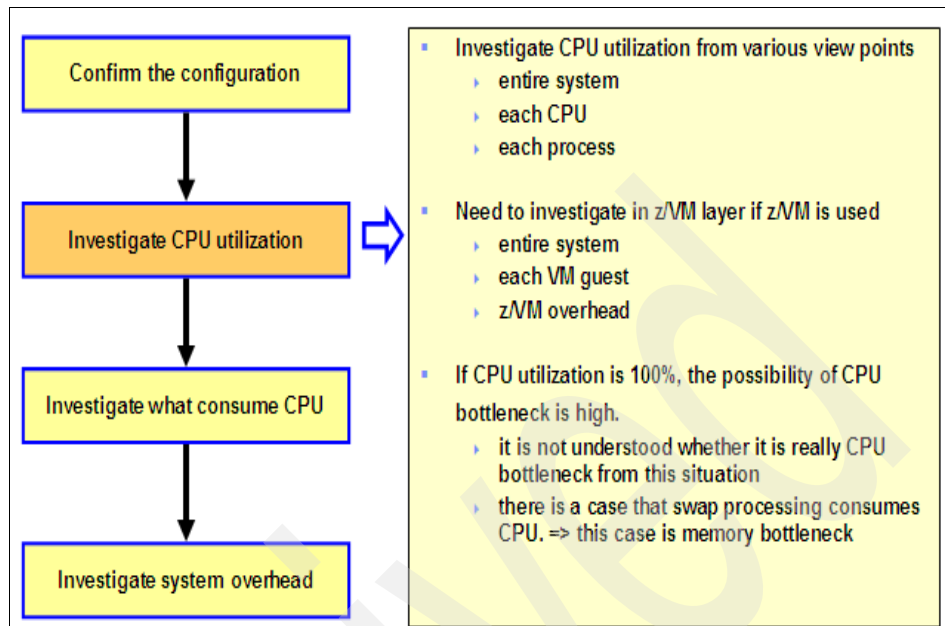 Confirm the configuration
Investigate CPU utilization
Investigate what consume CPU
Investigate system overhead
Investigate CPU utilization from various view points
entire system
each CPU
each process
Need to investigate in z/VM layer if z/VM is used
entire system
each VM guest
z/VM overhead
If CPU utilization is 100%, the possibility of CPU
bottleneck is high.
it is not understood whether it is really CPU
bottleneck from this situation
there is a case that swap processing consumes
CPU. => this case is memory bottleneck